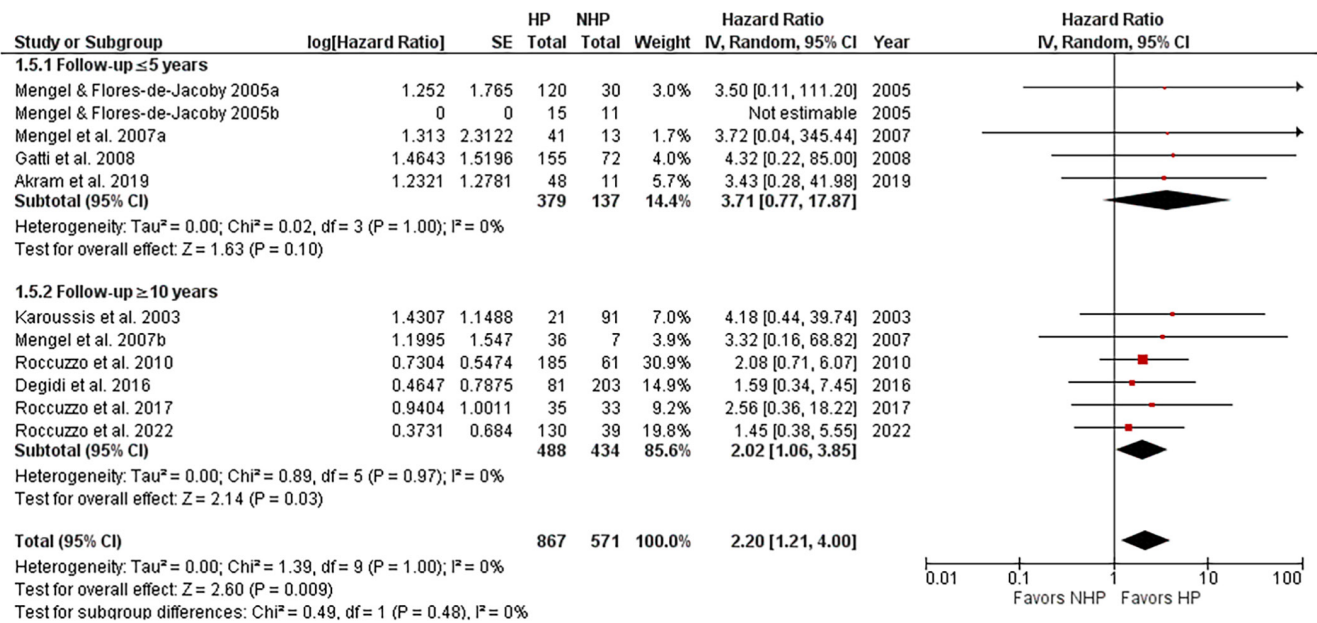 HP NHP Hazard Ratio Hazard Ratio
Study or Subgroup log[Hazard Ratio] SE Total Total Weight IV, Random, 95% CI Year IV, Random, 95% CI
1.5.1 Follow-up ≤5 years
Mengel & Flores-de-Jacoby 2005a 1.252 1.765 120 30 3.0% 3.50 [0.11, 111.20] 2005
Mengel & Flores-de-Jacoby 2005b 0 0 15 11 Not estimable 2005
Mengel et al. 2007a 1.313 2.3122 41 13 1.7% 3.72 [0.04, 345.44] 2007
Gatti et al. 2008 1.4643 1.5196 155 72 4.0% 4.32 [0.22, 85.00] 2008
Akram et al. 2019 1.2321 1.2781 48 11 5.7% 3.43 [0.28, 41.98] 2019
Subtotal (95% CI) 379 137 14.4% 3.71 [0.77, 17.87]
Heterogeneity: Tau² = 0.00; Chi² = 0.02, df = 3 (P = 1.00); I² = 0%
Test for overall effect: Z = 1.63 (P = 0.10)
1.5.2 Follow-up ≥10 years
Karoussis et al. 2003 1.4307 1.1488 21 91 7.0% 4.18 [0.44, 39.74] 2003
Mengel et al. 2007b 1.1995 1.547 36 7 3.9% 3.32 [0.16, 68.82] 2007
Roccuzzo et al. 2010 0.7304 0.5474 185 61 30.9% 2.08 [0.71, 6.07] 2010
Degidi et al. 2016 0.4647 0.7875 81 203 14.9% 1.59 [0.34, 7.45] 2016
Roccuzzo et al. 2017 0.9404 1.0011 35 33 9.2% 2.56 [0.36, 18.22] 2017
Roccuzzo et al. 2022 0.3731 0.684 130 39 19.8% 1.45 [0.38, 5.55] 2022
Subtotal (95% CI) 488 434 85.6% 2.02 [1.06, 3.85]
Heterogeneity: Tau² = 0.00; Chi² = 0.89, df = 5 (P = 0.97); I² = 0%
Test for overall effect: Z = 2.14 (P = 0.03)
Total (95% CI) 867 571 100.0% 2.20 [1.21, 4.00]
Heterogeneity: Tau² = 0.00; Chi² = 1.39, df = 9 (P = 1.00); I² = 0%
Test for overall effect: Z = 2.60 (P = 0.009)
Test for subgroup differences: Chi² = 0.49, df = 1 (P = 0.48), I² = 0%
0.01 0.1 1 10 100
Favors NHP Favors HP